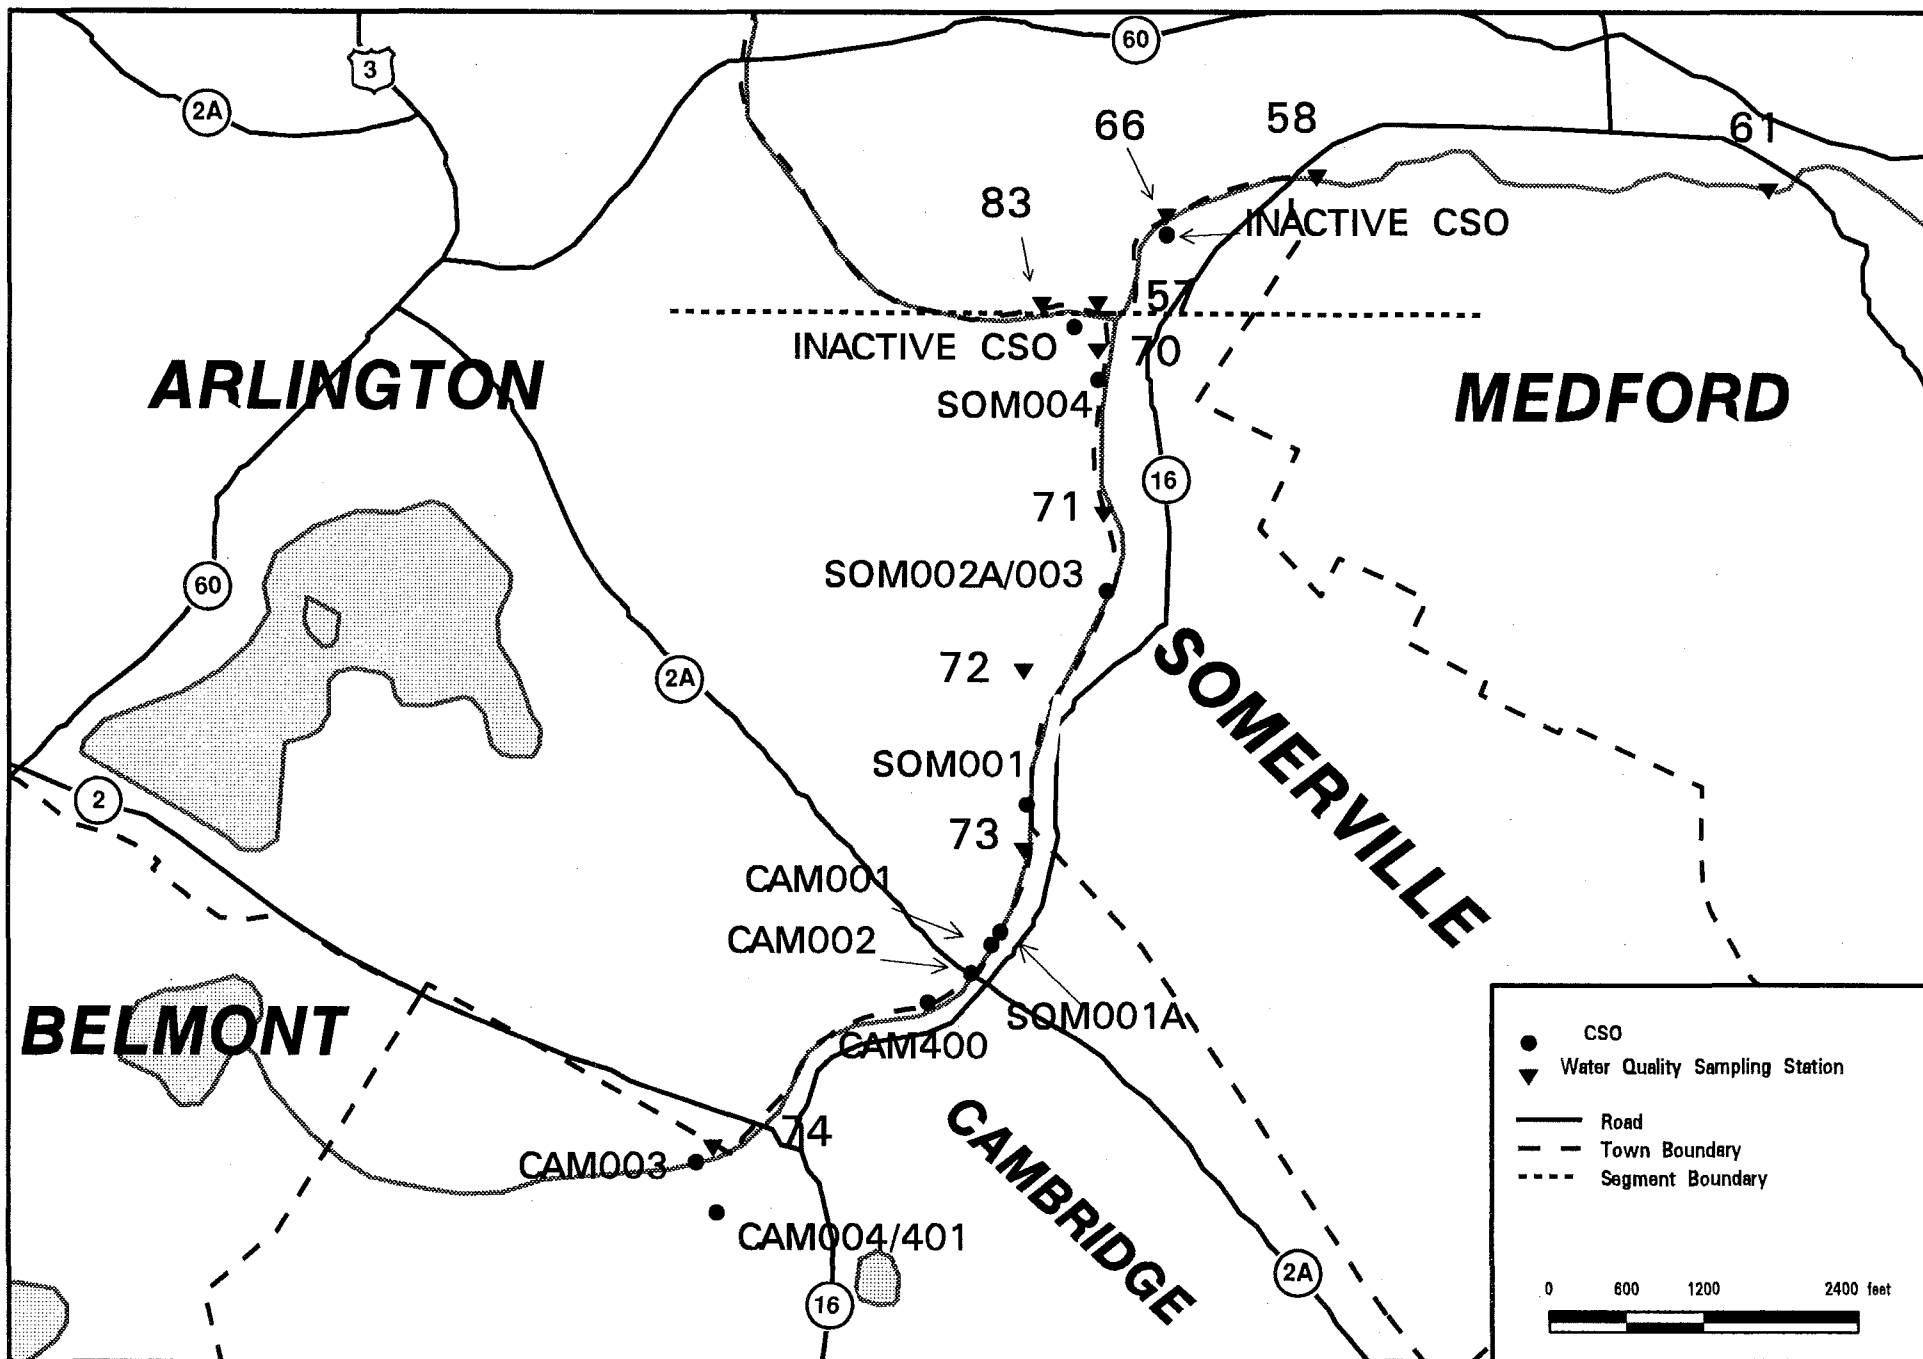 60
3
2A
58
66
61
83
INACTIVE CSO
57
INACTIVE CSO
70
ARLINGTON
MEDFORD
SOM004
16
71
SOM002A/003
60
72
2A
SOMERVILLE
SOM001
2
73
CAM001
CAM002
SOM001A
BELMONT
CAM400
74
CAM003
CAMBRIDGE
CAM004/401
2A
16
CSO
Water Quality Sampling Station
Road
Town Boundary
Segment Boundary
0 600 1200 2400 feet